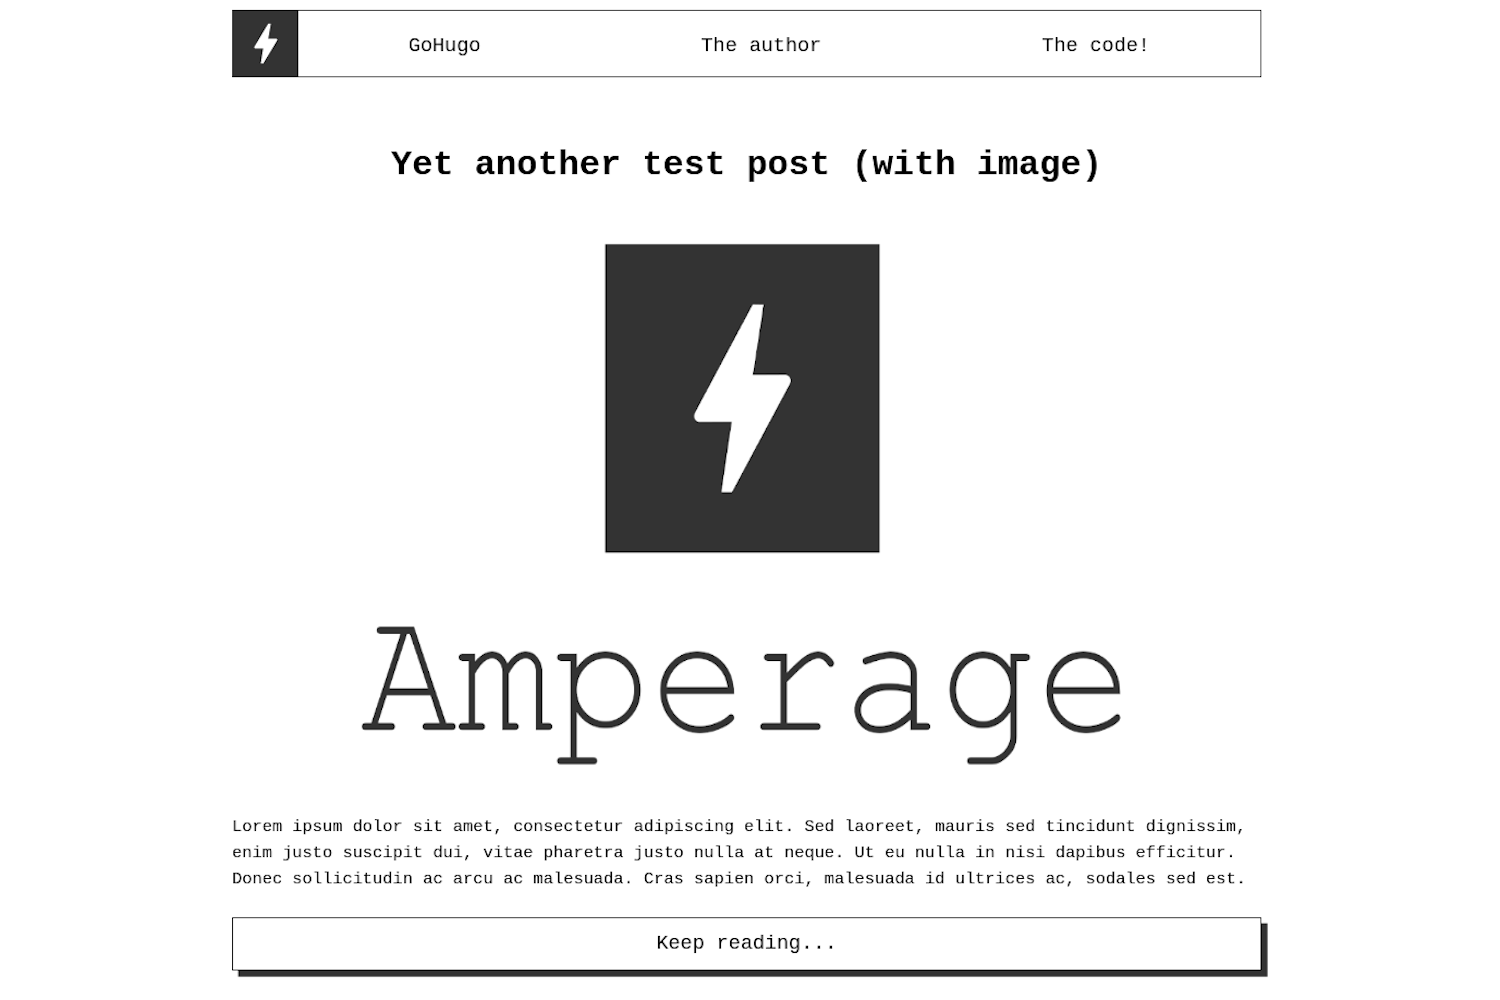 GoHugo The author The code!
Yet another test post (with image)
Amperage
Lorem ipsum dolor sit amet, consectetur adipiscing elit. Sed laoreet, mauris sed tincidunt dignissim,
enim justo suscipit dui, vitae pharetra justo nulla at neque. Ut eu nulla in nisi dapibus efficitur.
Donec sollicitudin ac arcu ac malesuada. Cras sapien orci, malesuada id ultrices ac, sodales sed est.
Keep reading...